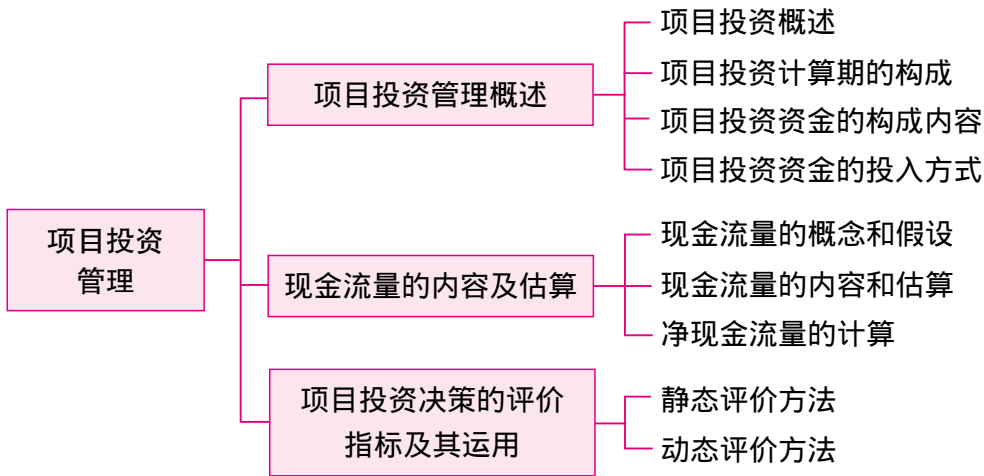 项目投资
管理
项目投资管理概述
项目投资概述
项目投资计算期的构成
项目投资资金的构成内容
项目投资资金的投入方式
现金流量的内容及估算
现金流量的概念和假设
现金流量的内容和估算
净现金流量的计算
项目投资决策的评价
指标及其运用
静态评价方法
动态评价方法